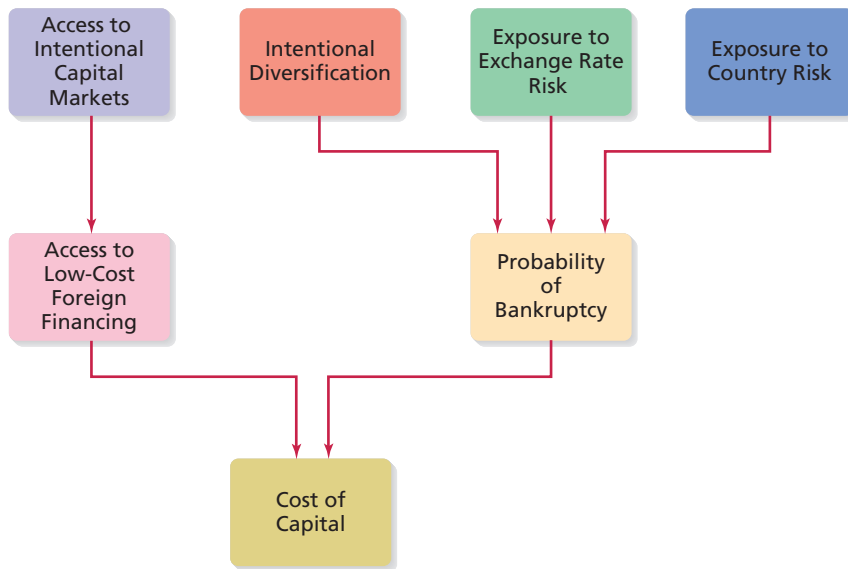 Access to
Intentional
Capital
Markets
Intentional
Diversification
Exposure to
Exchange Rate
Risk
Exposure to
Country Risk
Access to
Low-Cost
Foreign
Financing
Probability
of
Bankruptcy
Cost of
Capital